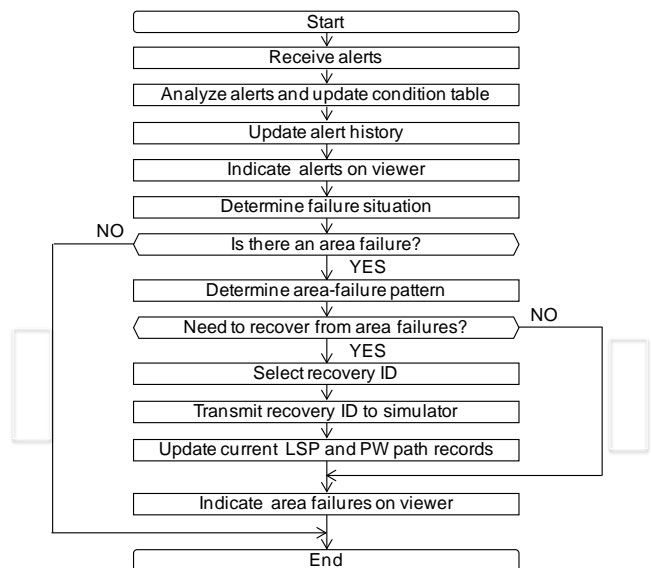 Start
Receive alerts
Analyze alerts and update condition table
Update alert history
Indicate alerts on viewer
Determine failure situation
NO
Is there an area failure?
YES
Determine area-failure pattern
Need to recover from area failures?
NO
YES
Select recovery ID
Transmit recovery ID to simulator
Update current LSP and PW path records
Indicate area failures on viewer
End